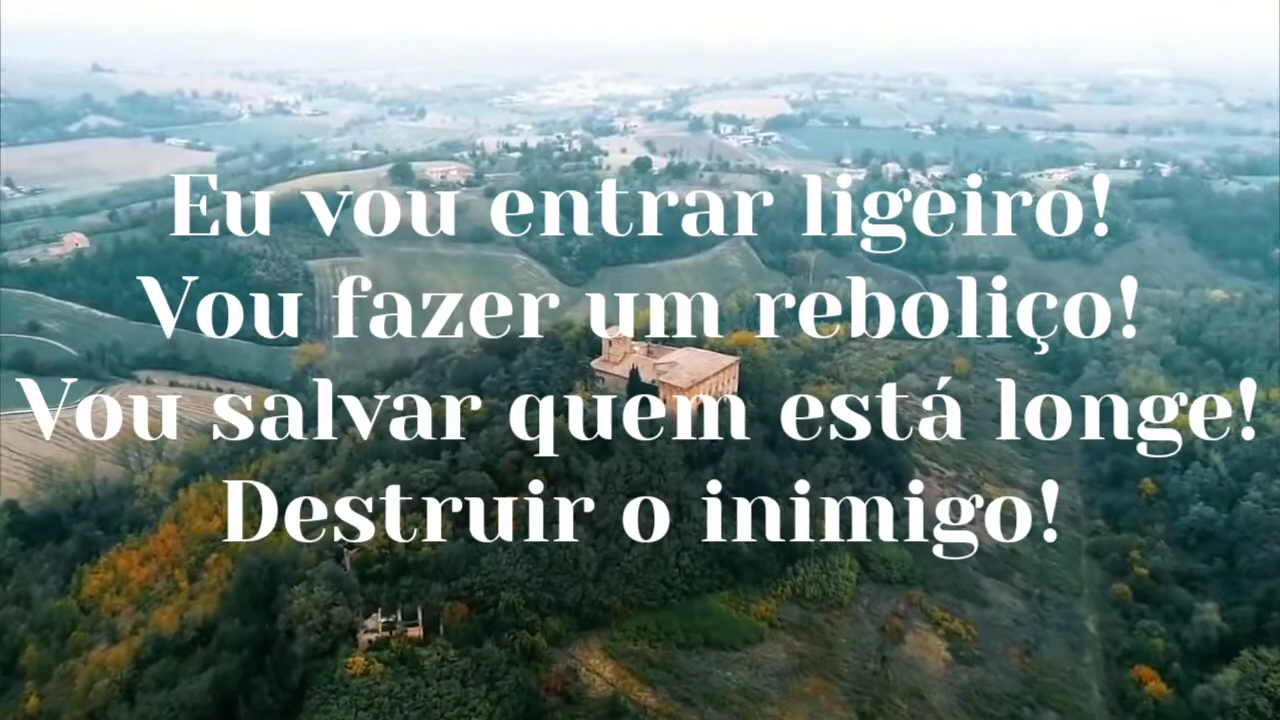 Eu vou entrar ligeiro!
Vou fazer um reboliço!
Vou salvar quem está longe!
Destruir o inimigo!